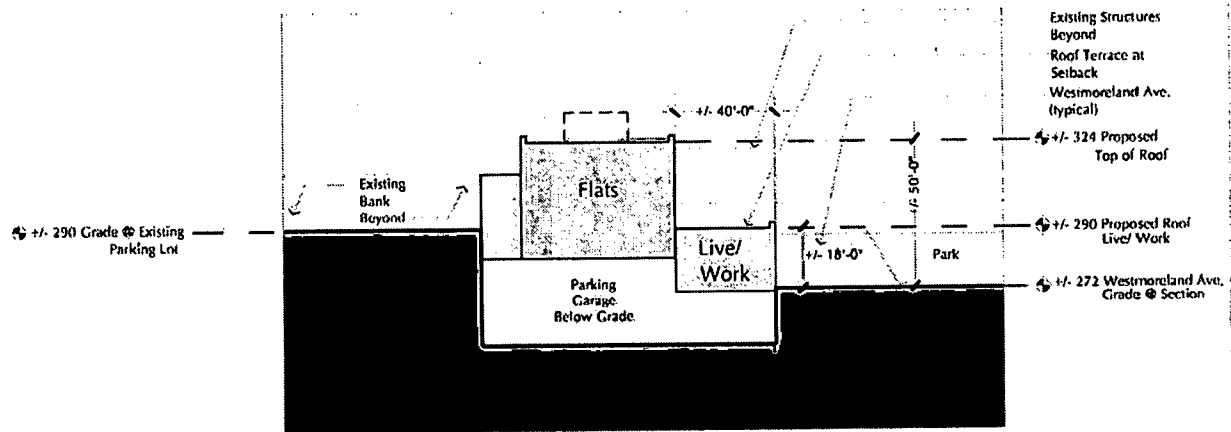 Existing Structures
Beyond
Roof Terrace at
Setback
Westmoreland Ave.
(typical)
+/- 40'-0"
+/- 324 Proposed
Top of Roof
+/- 50'-0"
Flats
Existing
Bank
Beyond
+/- 290 Grade @ Existing
Parking Lot
+/- 290 Proposed Roof
Live/ Work
Live/
Work
+/- 18'-0"
Park
+/- 272 Westmoreland Ave.
Grade @ Section
Parking
Garage
Below Grade